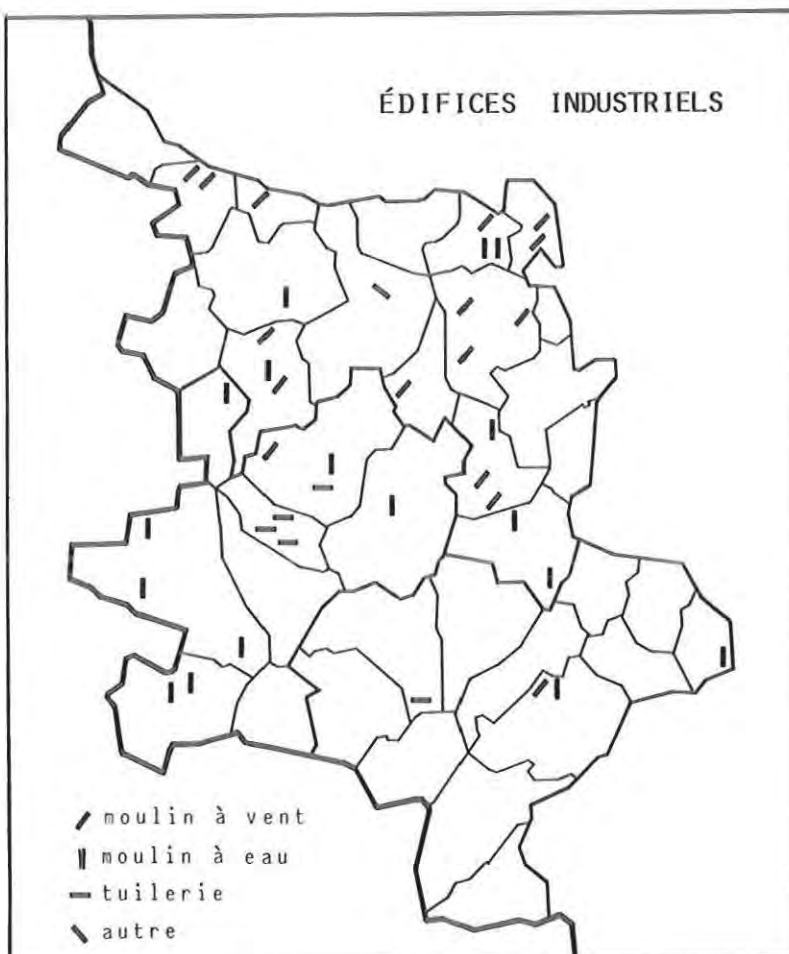 ÉDIFICES INDUSTRIELS
moulin à vent
moulin à eau
tuilerie
autre